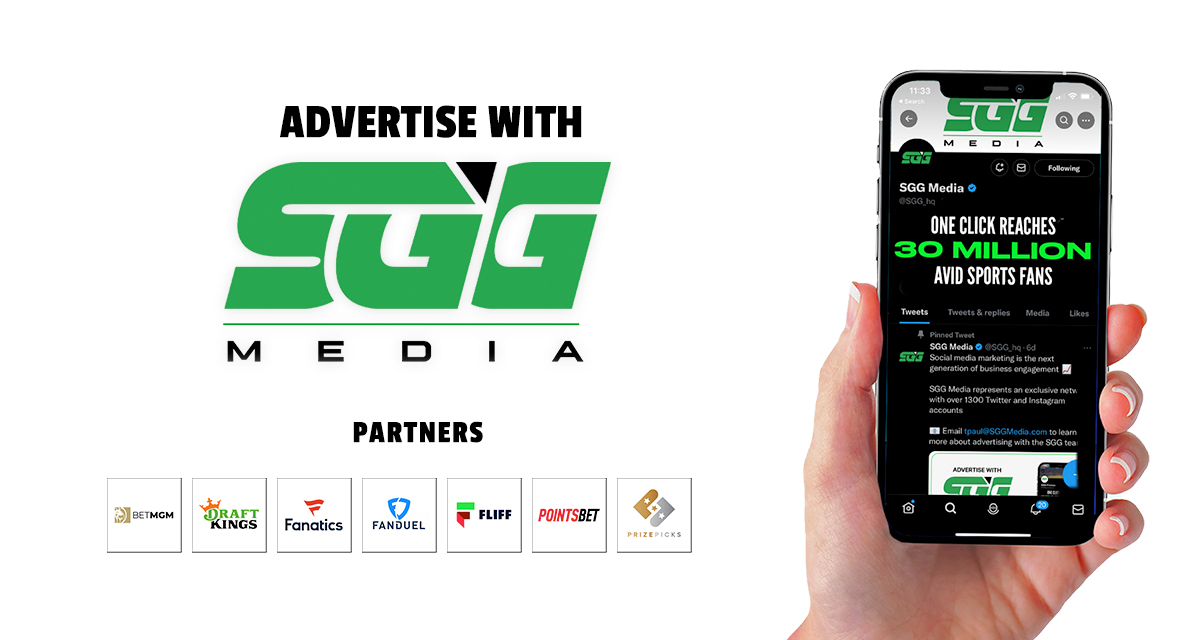 ADVERTISE WITH
SGG
MEDIA
PARTNERS
BETMGM
DRAFT
KINGS
Fanatics
FANDUEL
FLIFF
POINTSBET
PRIZEPICKS
11:33
Search
SGG
MEDIA
SGG
Following
SGG Media
@SGG_hq
ONE CLICK REACHES
30 MILLION
AVID SPORTS FANS
Tweets Tweets & replies Media Likes
Pinned Tweet
SGG
SGG Media @SGG_hq · 6d
Social media marketing is the next
generation of business engagement 📈
SGG Media represents an exclusive netw
with over 1300 Twitter and Instagram
accounts
📧 Email tpaul@SGGMedia.com to learn
more about advertising with the SGG tea
ADVERTISE WITH
SGG
20